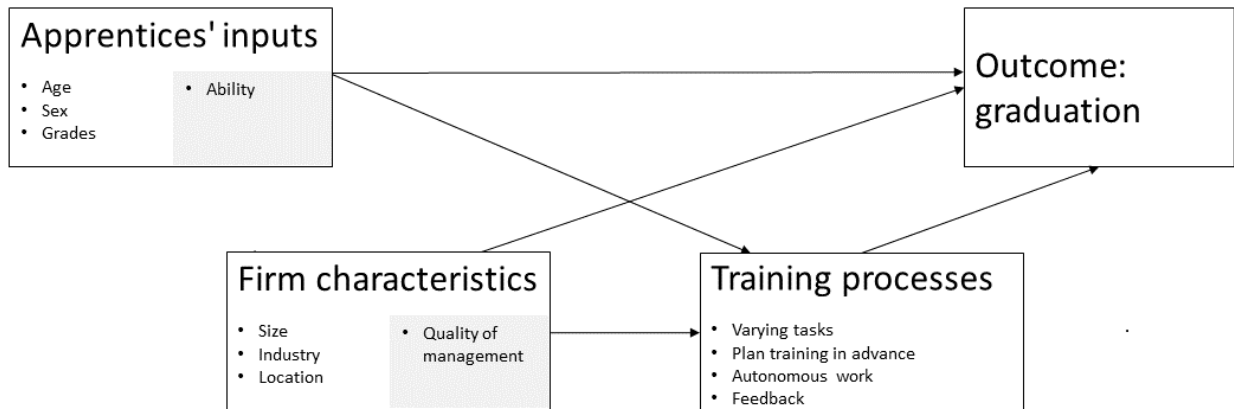 Apprentices' inputs
• Age
• Sex
• Grades
• Ability
Outcome:
graduation
Firm characteristics
• Size
• Industry
• Location
• Quality of
management
Training processes
• Varying tasks
• Plan training in advance
• Autonomous work
• Feedback
.